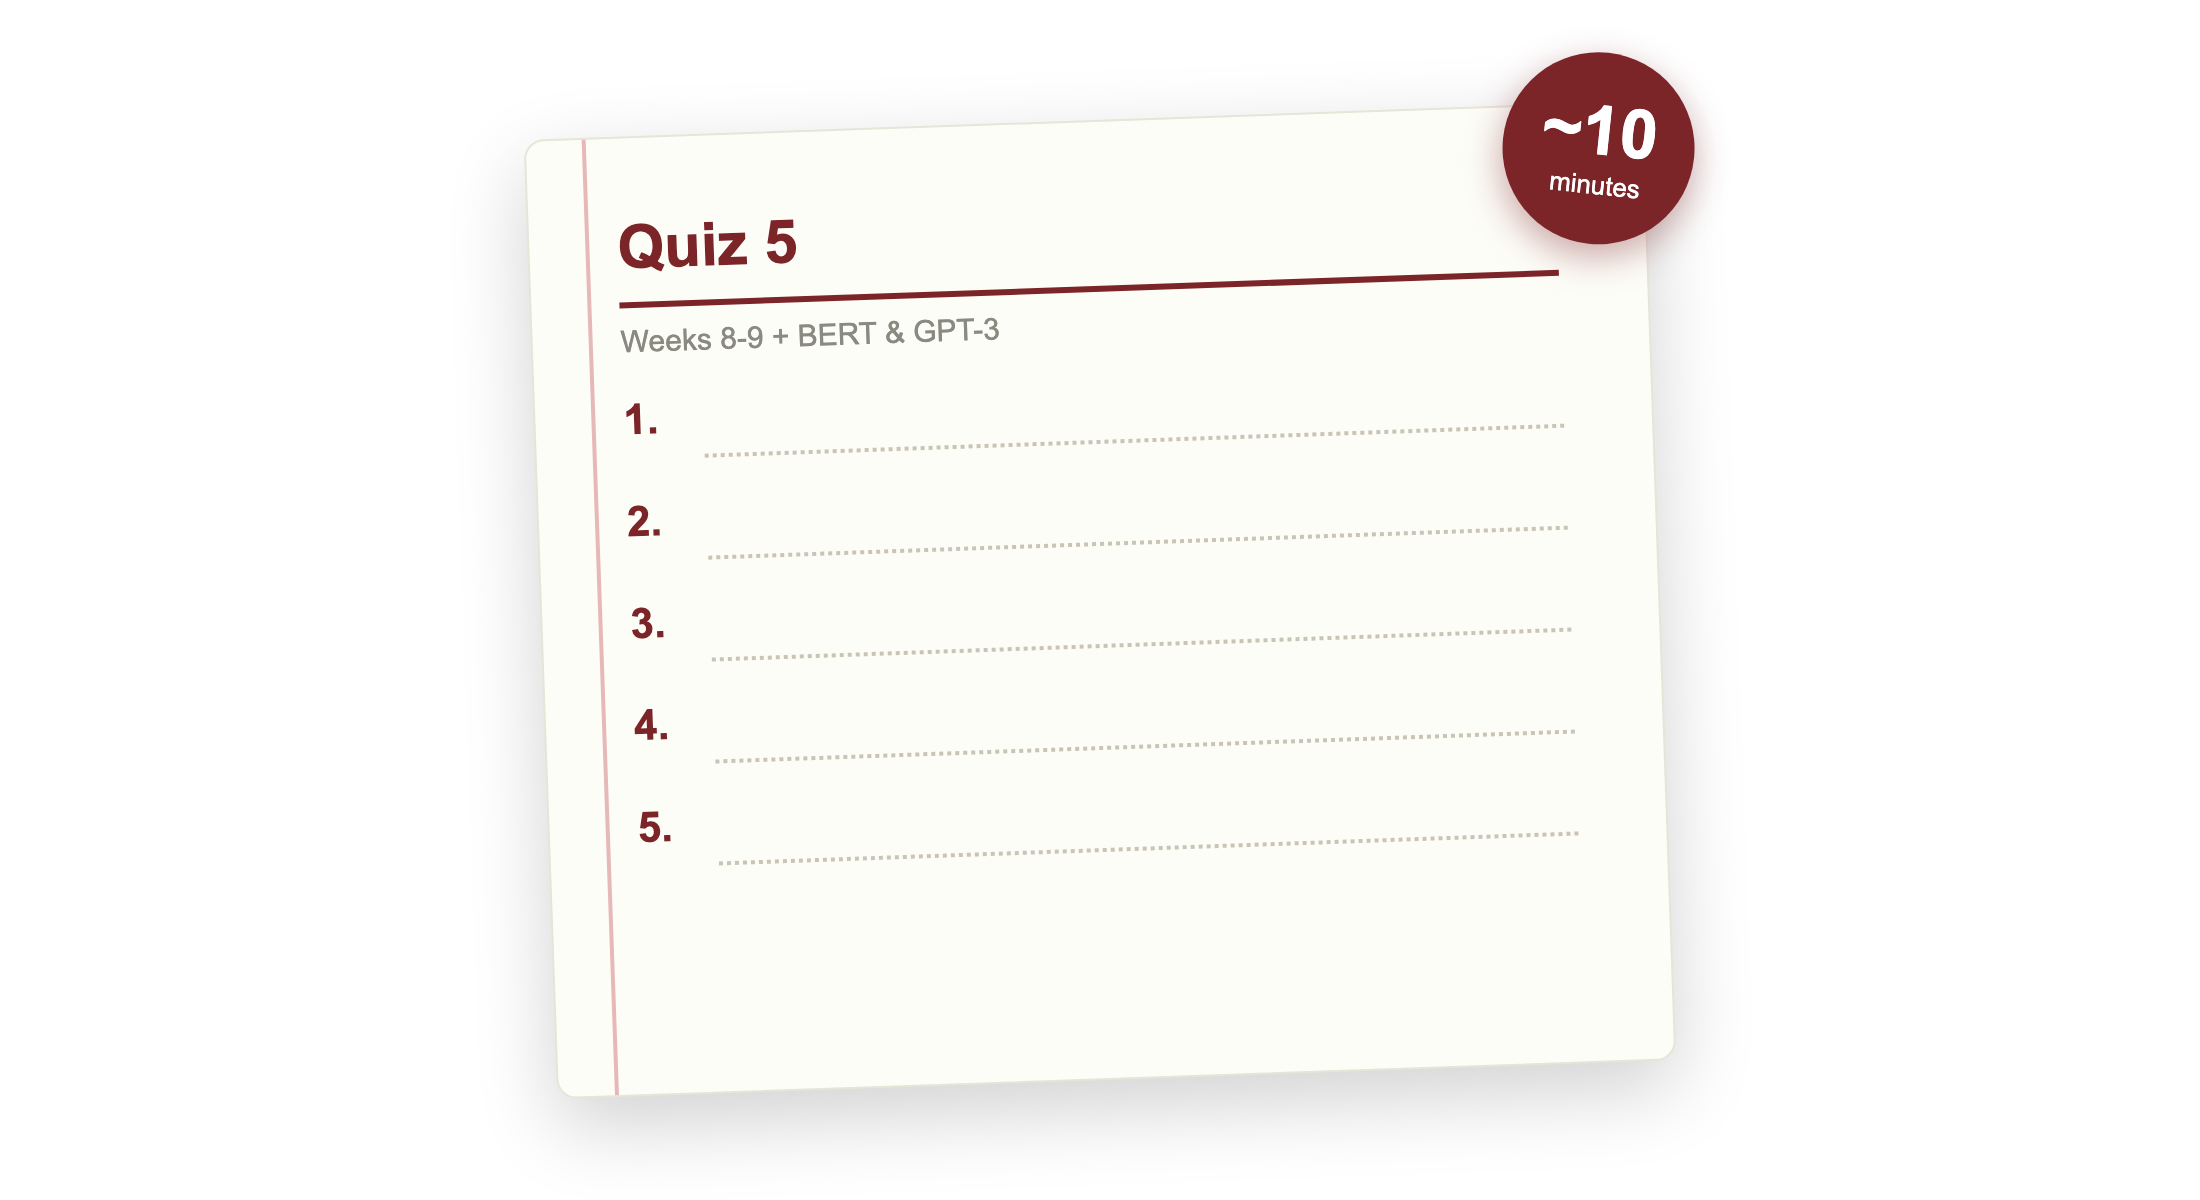 ~10
minutes
Quiz 5
Weeks 8-9 + BERT & GPT-3
1.
2.
3.
4.
5.